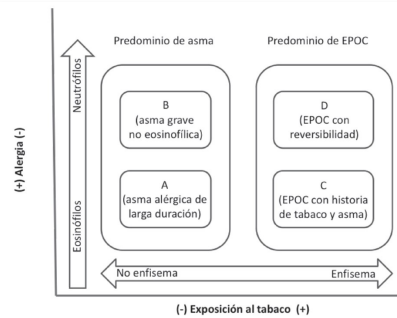 Predominio de asma
Predominio de EPOC
(+) Alergia (-)
Neutrófilos
Eosinófilos
B
(asma grave
no eosinofílica)
D
(EPOC con
reversibilidad)
A
(asma alérgica de
larga duración)
C
(EPOC con historia
de tabaco y asma)
No enfisema
Enfisema
(-) Exposición al tabaco (+)